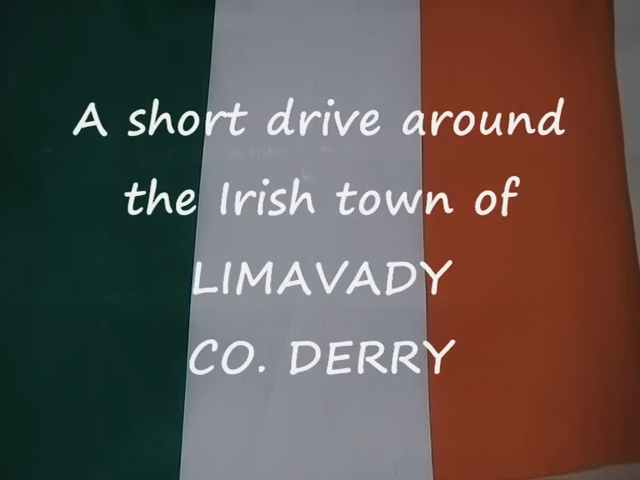 A short drive around
the Irish town of
LIMAVADY
CO. DERRY